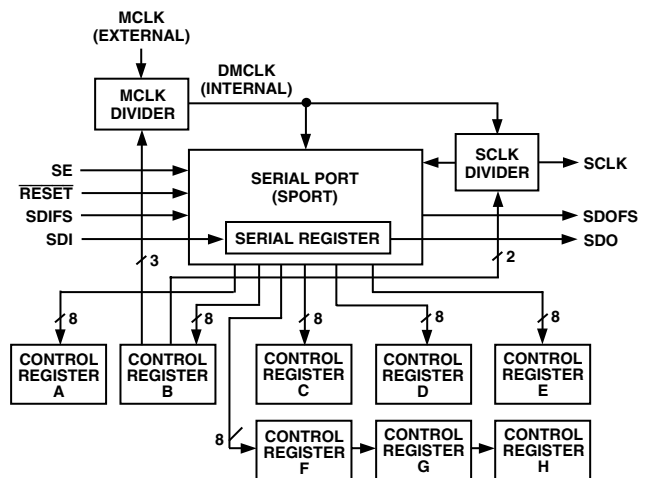 MCLK
(EXTERNAL)
DMCLK
(INTERNAL)
MCLK
DIVIDER
SE
RESET
SDIFS
SDI
SERIAL PORT
(SPORT)
SERIAL REGISTER
SCLK
DIVIDER
SCLK
SDOFS
SDO
3
2
8
8
8
8
8
CONTROL
REGISTER
A
CONTROL
REGISTER
B
CONTROL
REGISTER
C
CONTROL
REGISTER
D
CONTROL
REGISTER
E
8
CONTROL
REGISTER
F
CONTROL
REGISTER
G
CONTROL
REGISTER
H